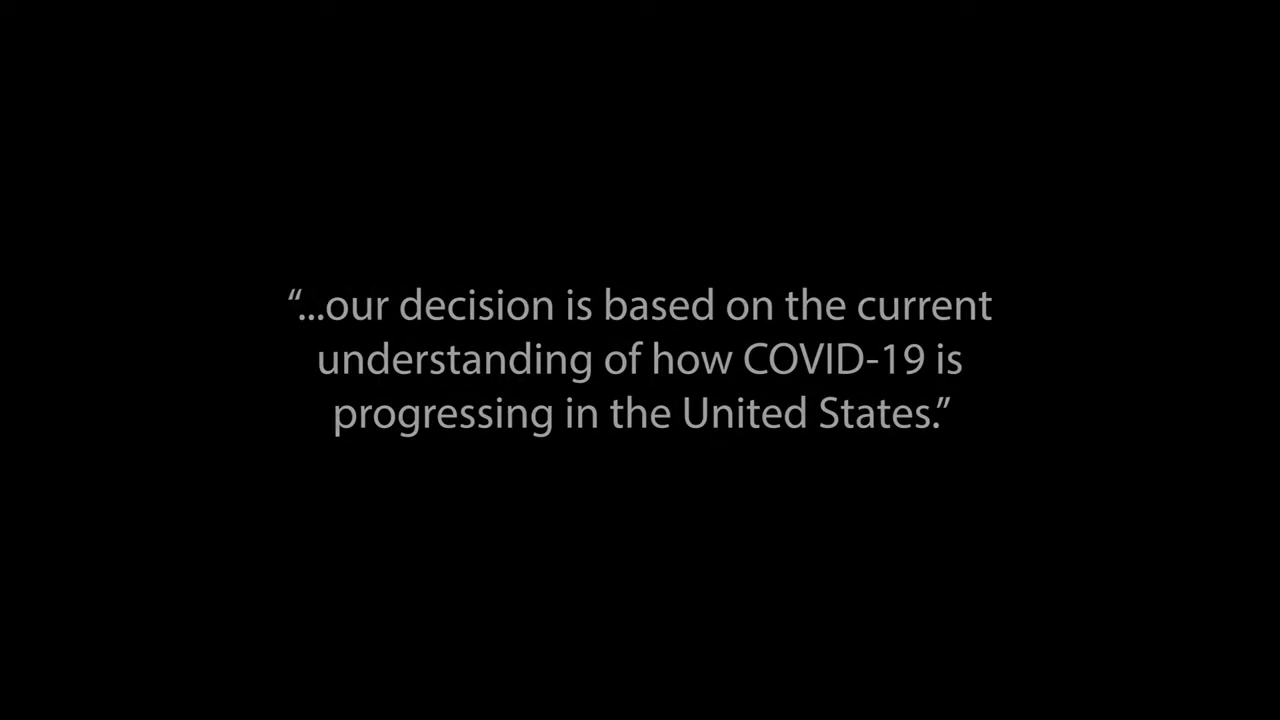 “...our decision is based on the current
understanding of how COVID-19 is
progressing in the United States.”